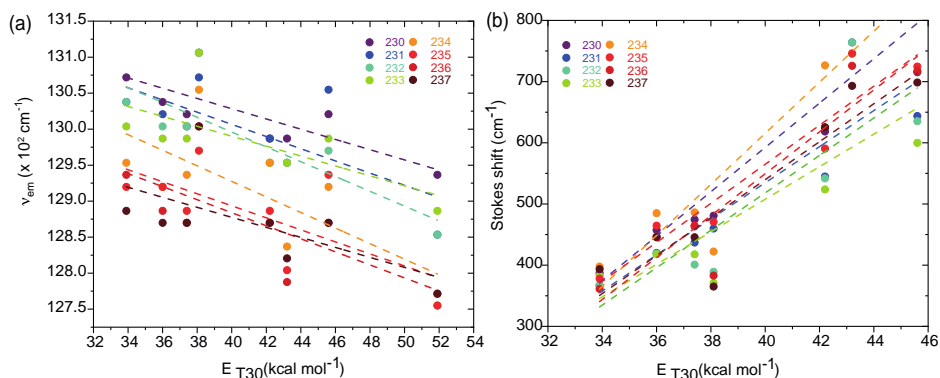 (a)
131.5
131.0
130.5
130.0
129.5
129.0
128.5
128.0
127.5
ν em (x 10² cm⁻¹)
230 234
231 235
232 236
233 237
32 34 36 38 40 42 44 46 48 50 52 54
E T30(kcal mol⁻¹)
(b)
800
700
600
500
400
300
Stokes shift (cm⁻¹)
230 234
231 235
232 236
233 237
32 34 36 38 40 42 44 46
E T30(kcal mol⁻¹)